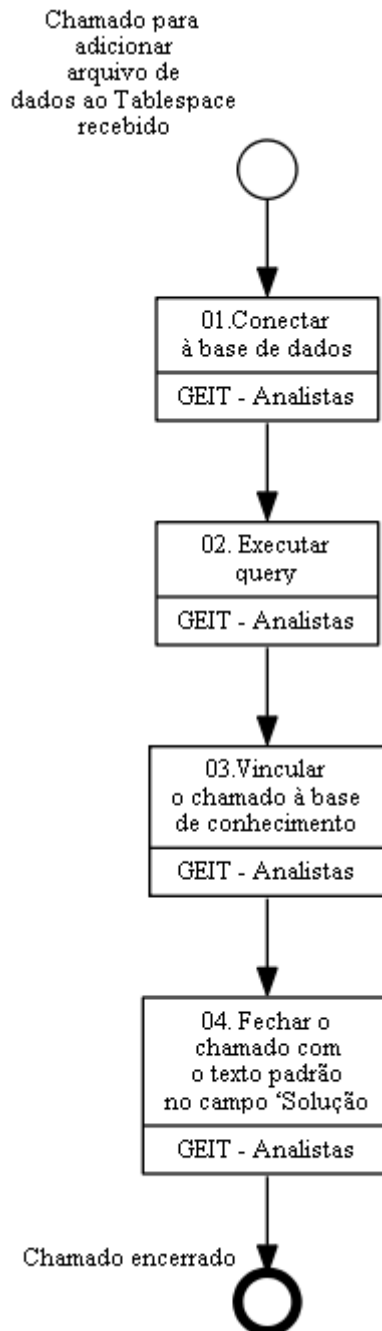 Chamado para
adicionar
arquivo de
dados ao Tablespace
recebido
01.Conectar
à base de dados
GEIT - Analistas
02. Executar
query
GEIT - Analistas
03.Vincular
o chamado à base
de conhecimento
GEIT - Analistas
04. Fechar o
chamado com
o texto padrão
no campo ‘Solução
GEIT - Analistas
Chamado encerrado